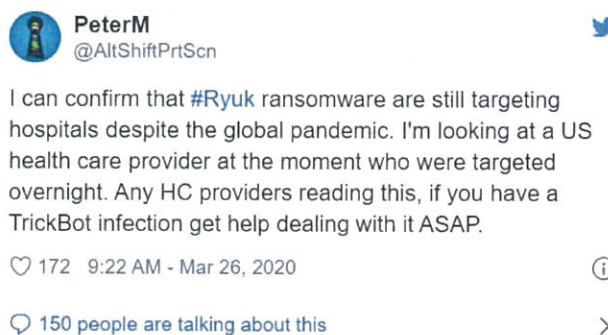 PeterM
@AltShiftPrtScn
I can confirm that #Ryuk ransomware are still targeting
hospitals despite the global pandemic. I'm looking at a US
health care provider at the moment who were targeted
overnight. Any HC providers reading this, if you have a
TrickBot infection get help dealing with it ASAP.
172 9:22 AM - Mar 26, 2020
150 people are talking about this